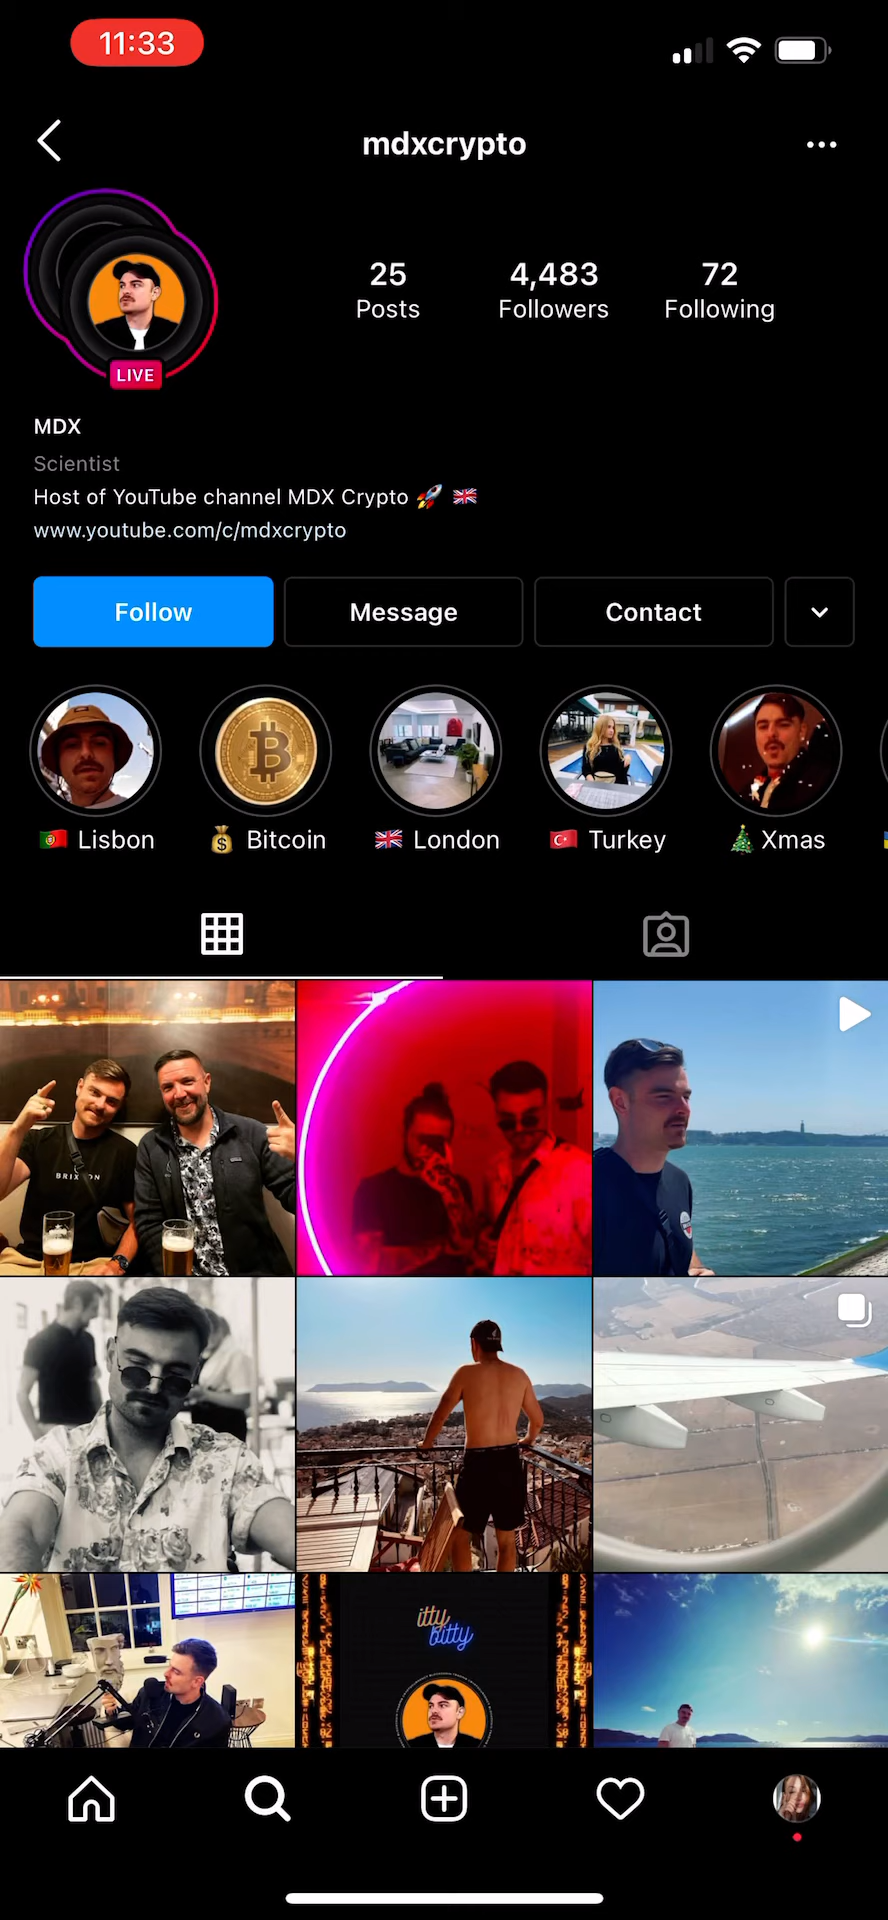 11:33
mdxcrypto
25
Posts
4,483
Followers
72
Following
LIVE
MDX
Scientist
Host of YouTube channel MDX Crypto 🚀 🇬🇧
www.youtube.com/c/mdxcrypto
Follow
Message
Contact
🇵🇹 Lisbon
💰 Bitcoin
🇬🇧 London
🇹🇷 Turkey
🎄 Xmas
itty
bitty